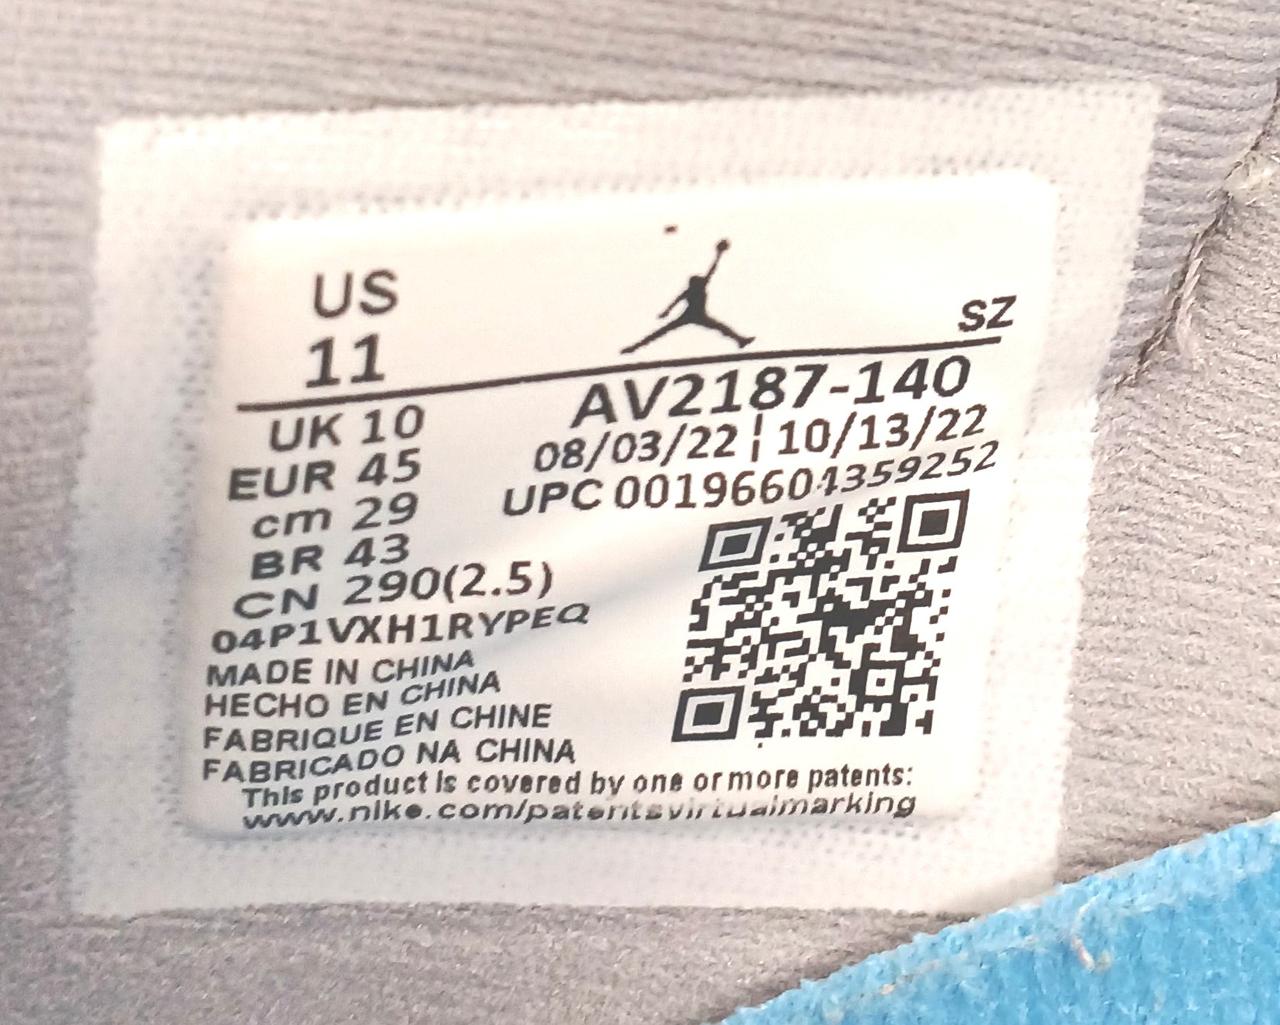 US
11
SZ
UK 10
EUR 45
cm 29
BR 43
CN 290(2.5)
AV2187-140
08/03/22 ¦ 10/13/22
UPC 00196604359252
04P1VXH1RYPEQ
MADE IN CHINA
HECHO EN CHINA
FABRIQUE EN CHINE
FABRICADO NA CHINA
This product is covered by one or more patents:
www.nike.com/patentsvirtualmarking